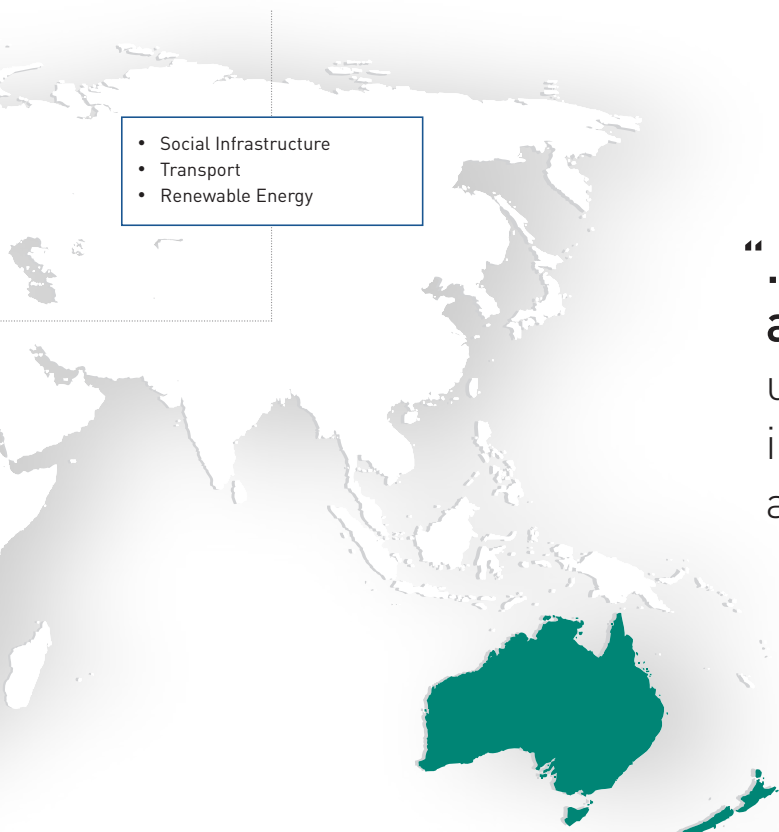 • Social Infrastructure
• Transport
• Renewable Energy